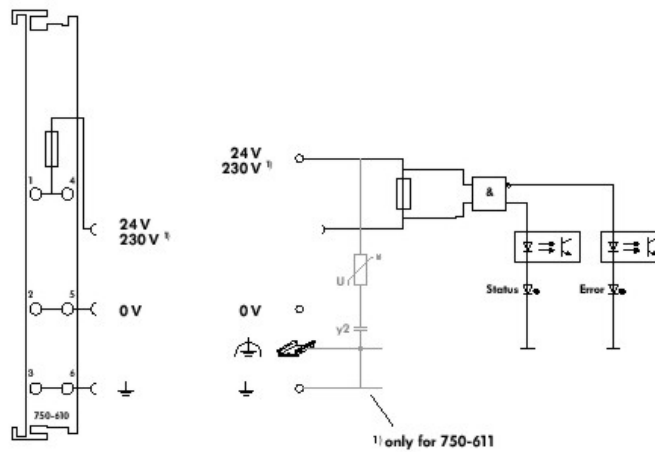 1 4
24 V
230 V 1)
2 5
0 V
3 6
750-610
24 V
230 V 1)
&
U
u
Status
Error
0 V
y2
1) only for 750-611